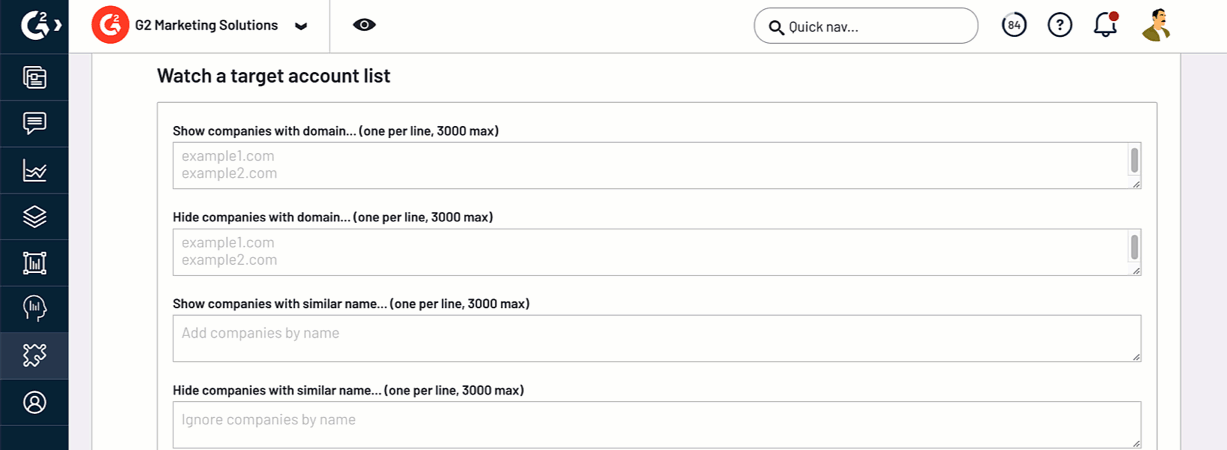 G2
G2 Marketing Solutions
Quick nav...
84
Watch a target account list
Show companies with domain... (one per line, 3000 max)
example1.com
example2.com
Hide companies with domain... (one per line, 3000 max)
example1.com
example2.com
Show companies with similar name... (one per line, 3000 max)
Add companies by name
Hide companies with similar name... (one per line, 3000 max)
Ignore companies by name